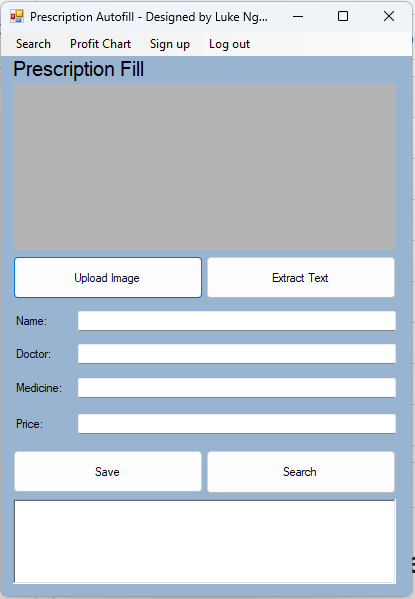 Prescription Autofill - Designed by Luke Ng...
Search Profit Chart Sign up Log out
Prescription Fill
Upload Image Extract Text
Name:
Doctor:
Medicine:
Price:
Save Search